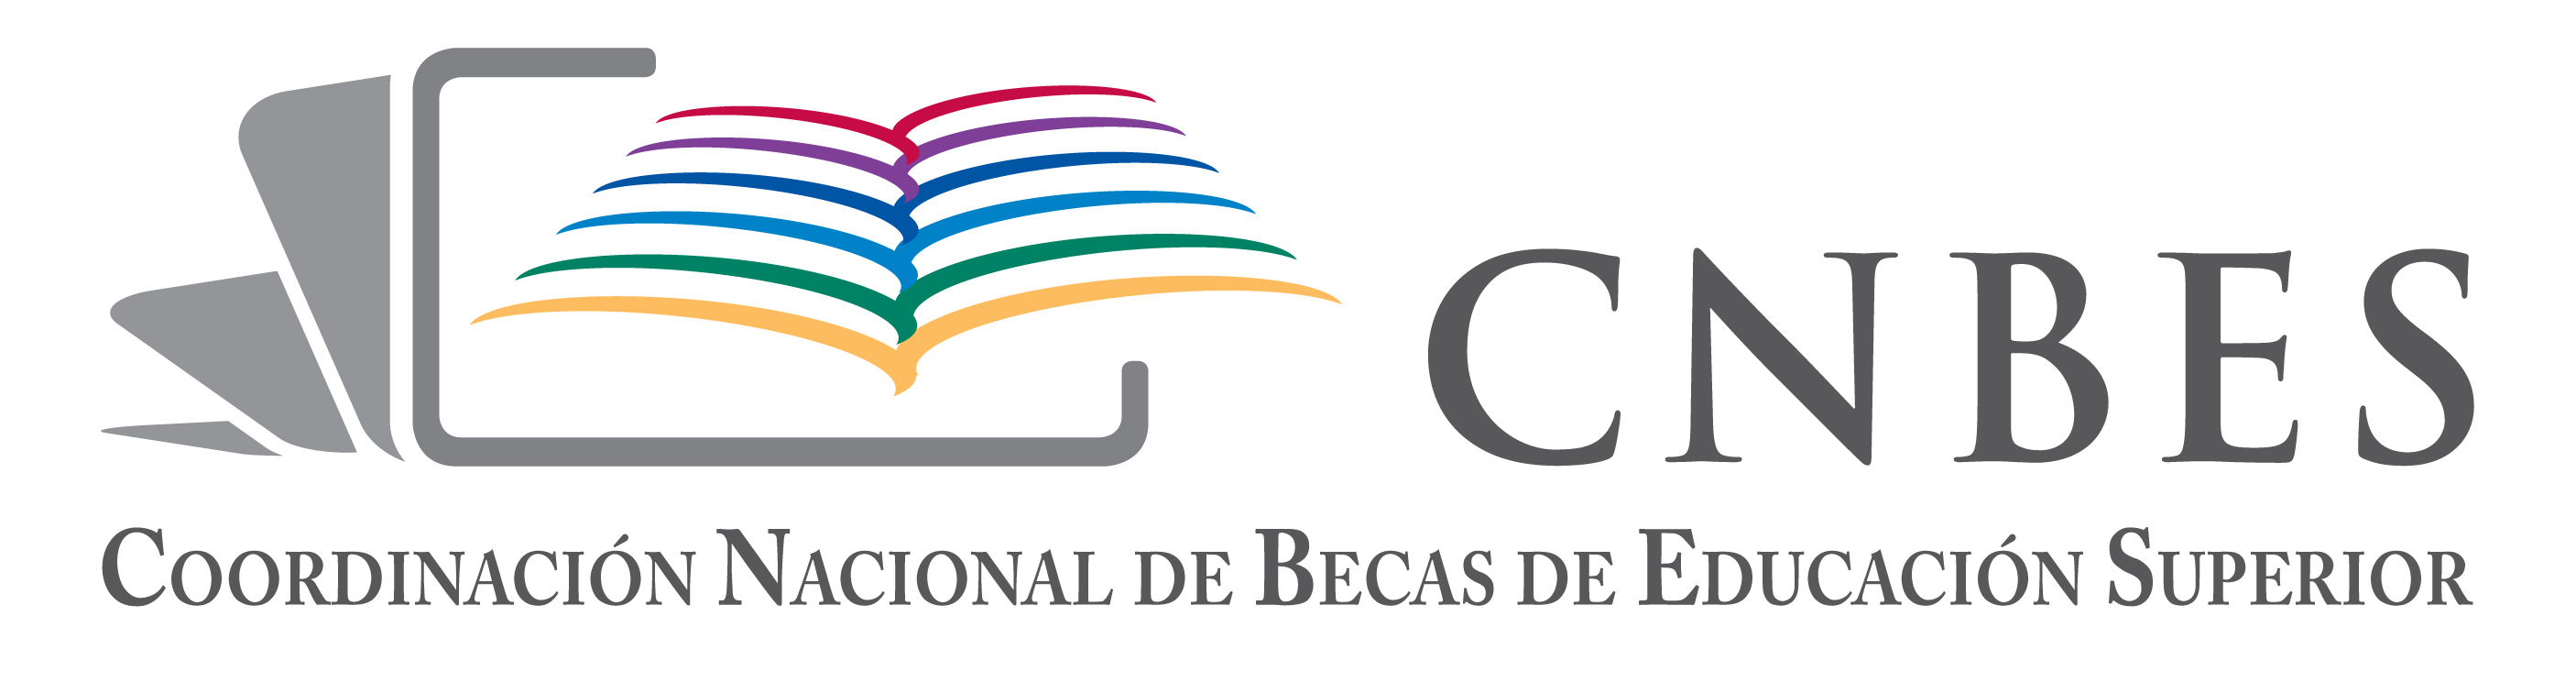 CNBES
Coordinación Nacional de Becas de Educación Superior